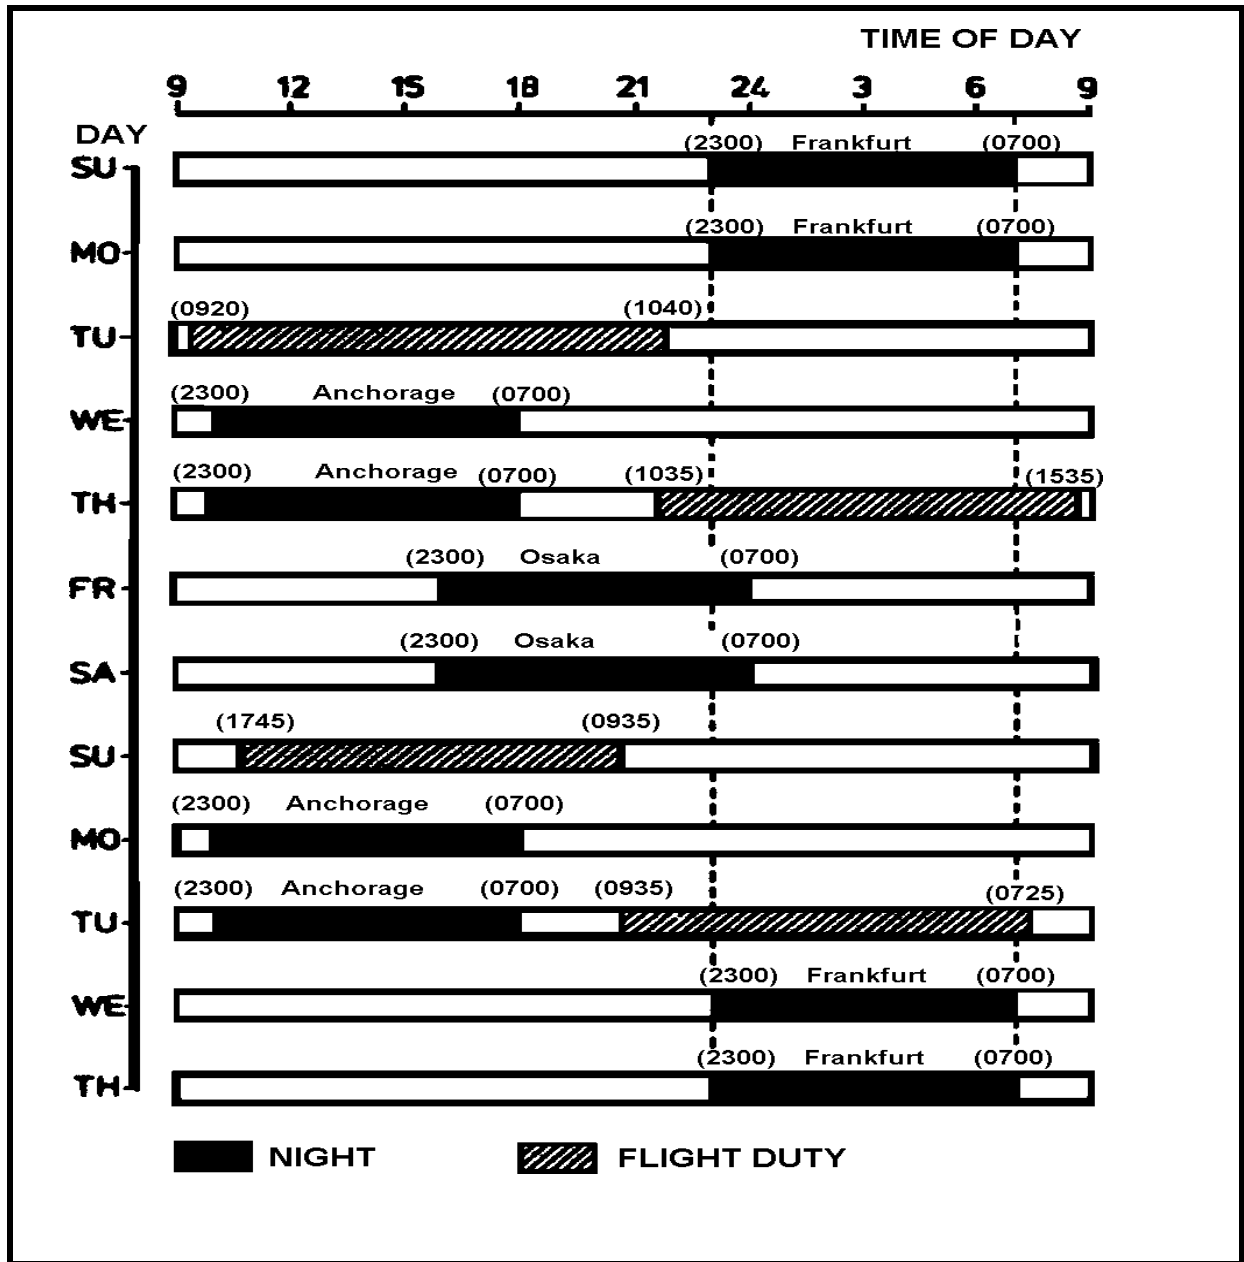 TIME OF DAY
9 12 15 18 21 24 3 6 9
DAY
(2300) Frankfurt (0700)
SU
(2300) Frankfurt (0700)
MO
(0920) (1040)
TU
(2300) Anchorage (0700)
WE
(2300) Anchorage (0700) (1035) (1535)
TH
(2300) Osaka (0700)
FR
(2300) Osaka (0700)
SA
(1745) (0935)
SU
(2300) Anchorage (0700)
MO
(2300) Anchorage (0700) (0935) (0725)
TU
(2300) Frankfurt (0700)
WE
(2300) Frankfurt (0700)
TH
NIGHT FLIGHT DUTY